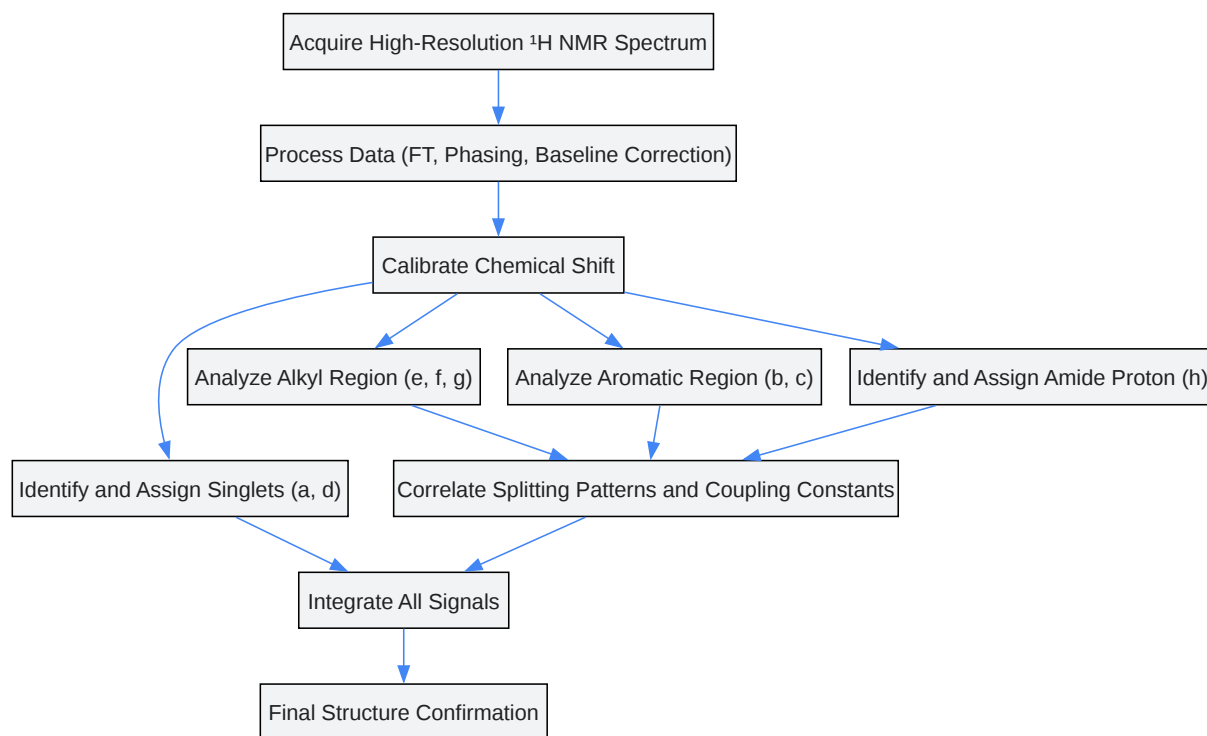 Acquire High-Resolution ¹H NMR Spectrum
Process Data (FT, Phasing, Baseline Correction)
Calibrate Chemical Shift
Analyze Alkyl Region (e, f, g)
Analyze Aromatic Region (b, c)
Identify and Assign Amide Proton (h)
Identify and Assign Singlets (a, d)
Correlate Splitting Patterns and Coupling Constants
Integrate All Signals
Final Structure Confirmation